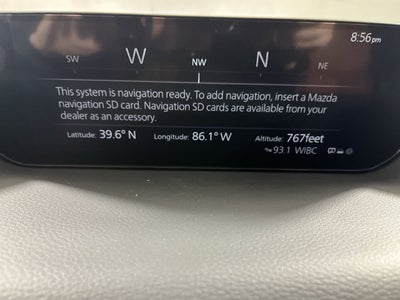 8:56pm
SW W NW N NE
This system is navigation ready. To add navigation, insert a Mazda
navigation SD card. Navigation SD cards are available from your
dealer as an accessory.
Latitude: 39.6° N Longitude: 86.1° W Altitude: 767feet
93.1 WIBC